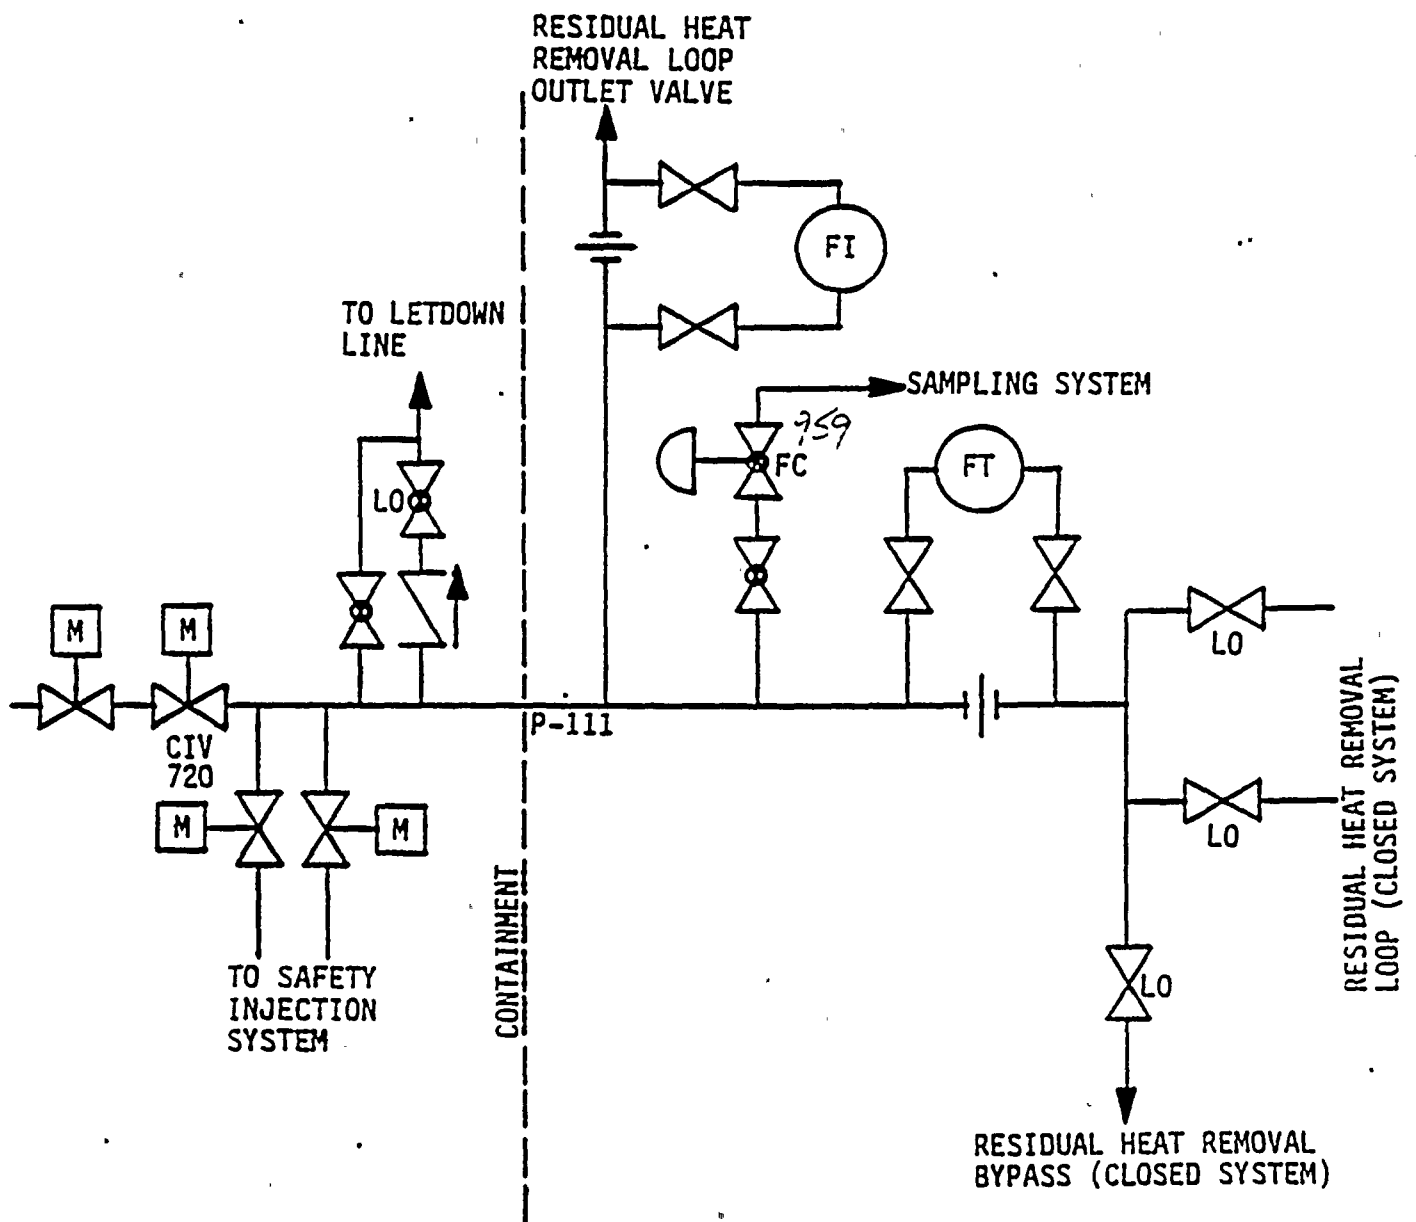 RESIDUAL HEAT
REMOVAL LOOP
OUTLET VALVE
FI
TO LETDOWN
LINE
SAMPLING SYSTEM
959
FC
FT
LO
M
M
LO
P-111
CIV
720
M
M
LO
LO
RESIDUAL HEAT REMOVAL
LOOP (CLOSED SYSTEM)
CONTAINMENT
TO SAFETY
INJECTION
SYSTEM
RESIDUAL HEAT REMOVAL
BYPASS (CLOSED SYSTEM)